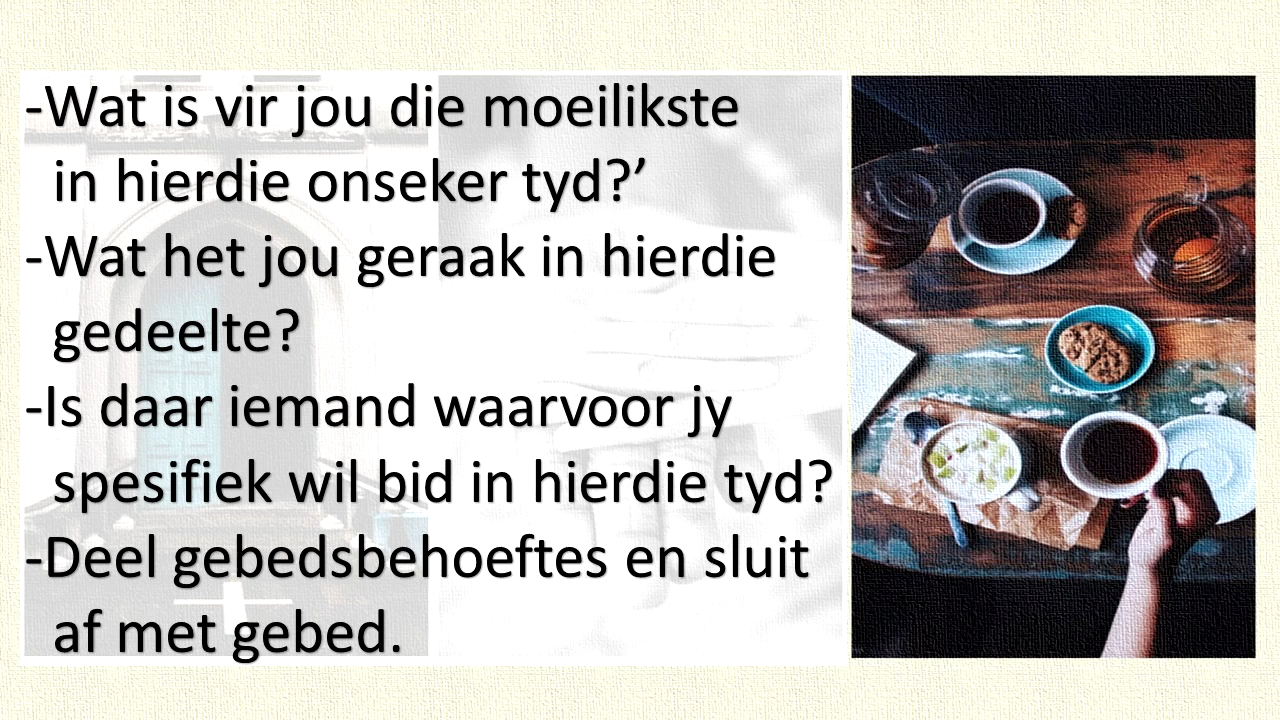 -Wat is vir jou die moeilikste
in hierdie onseker tyd?’
-Wat het jou geraak in hierdie
gedeelte?
-Is daar iemand waarvoor jy
spesifiek wil bid in hierdie tyd?
-Deel gebedsbehoeftes en sluit
af met gebed.